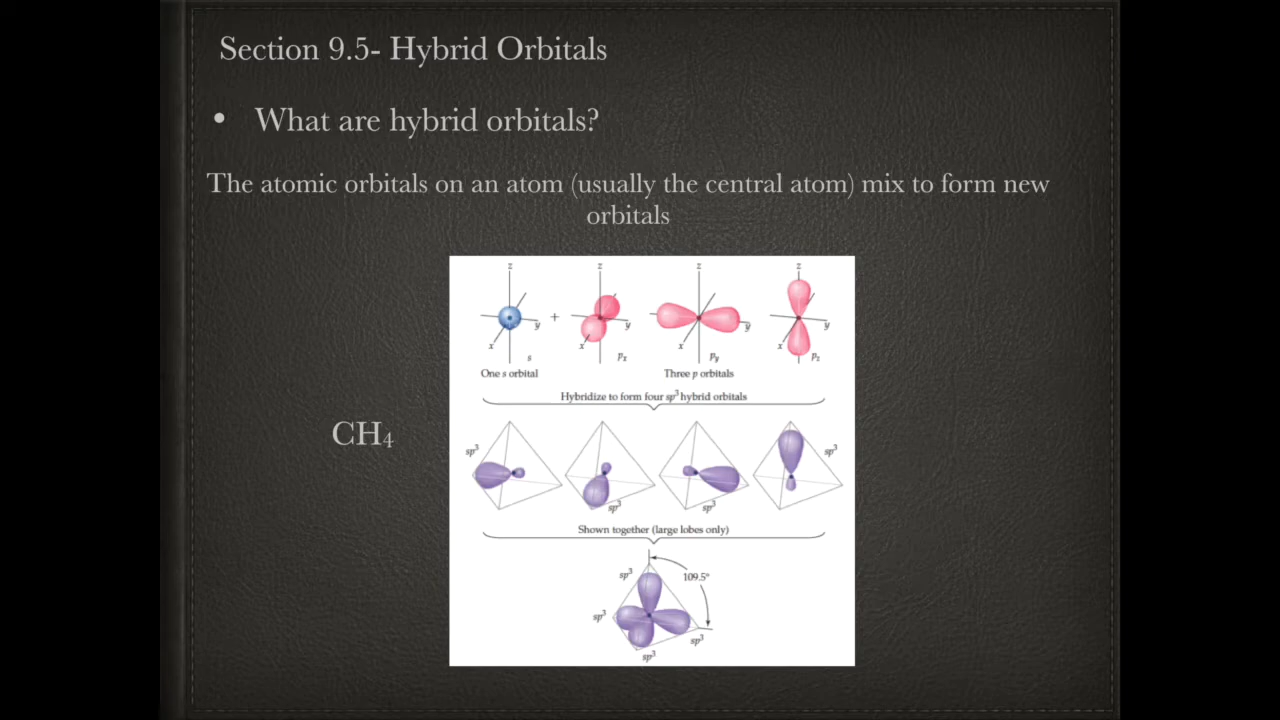 Section 9.5- Hybrid Orbitals
• What are hybrid orbitals?
The atomic orbitals on an atom (usually the central atom) mix to form new
orbitals
z z z z
+
y y y y
x x x x
s pₓ p_y p_z
One s orbital Three p orbitals
Hybridize to form four sp³ hybrid orbitals
CH₄
sp³ sp³
sp³ sp³
Shown together (large lobes only)
sp³ 109.5°
sp³
sp³
sp³